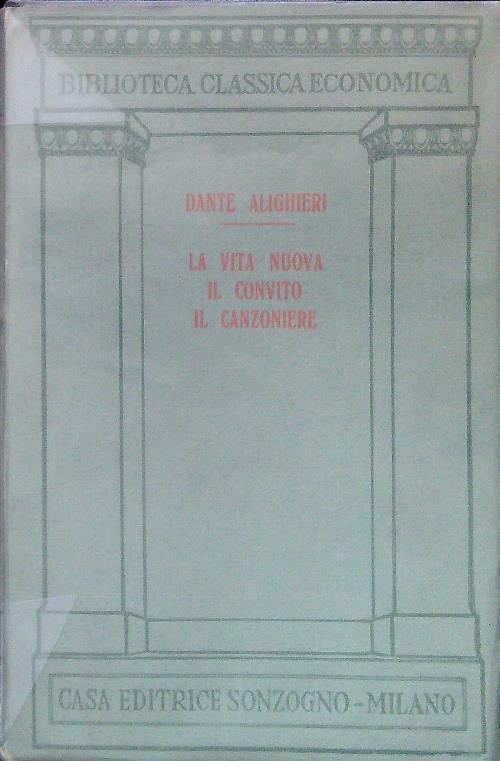 BIBLIOTECA CLASSICA ECONOMICA
DANTE ALIGHIERI
LA VITA NUOVA
IL CONVITO
IL CANZONIERE
CASA EDITRICE SONZOGNO-MILANO